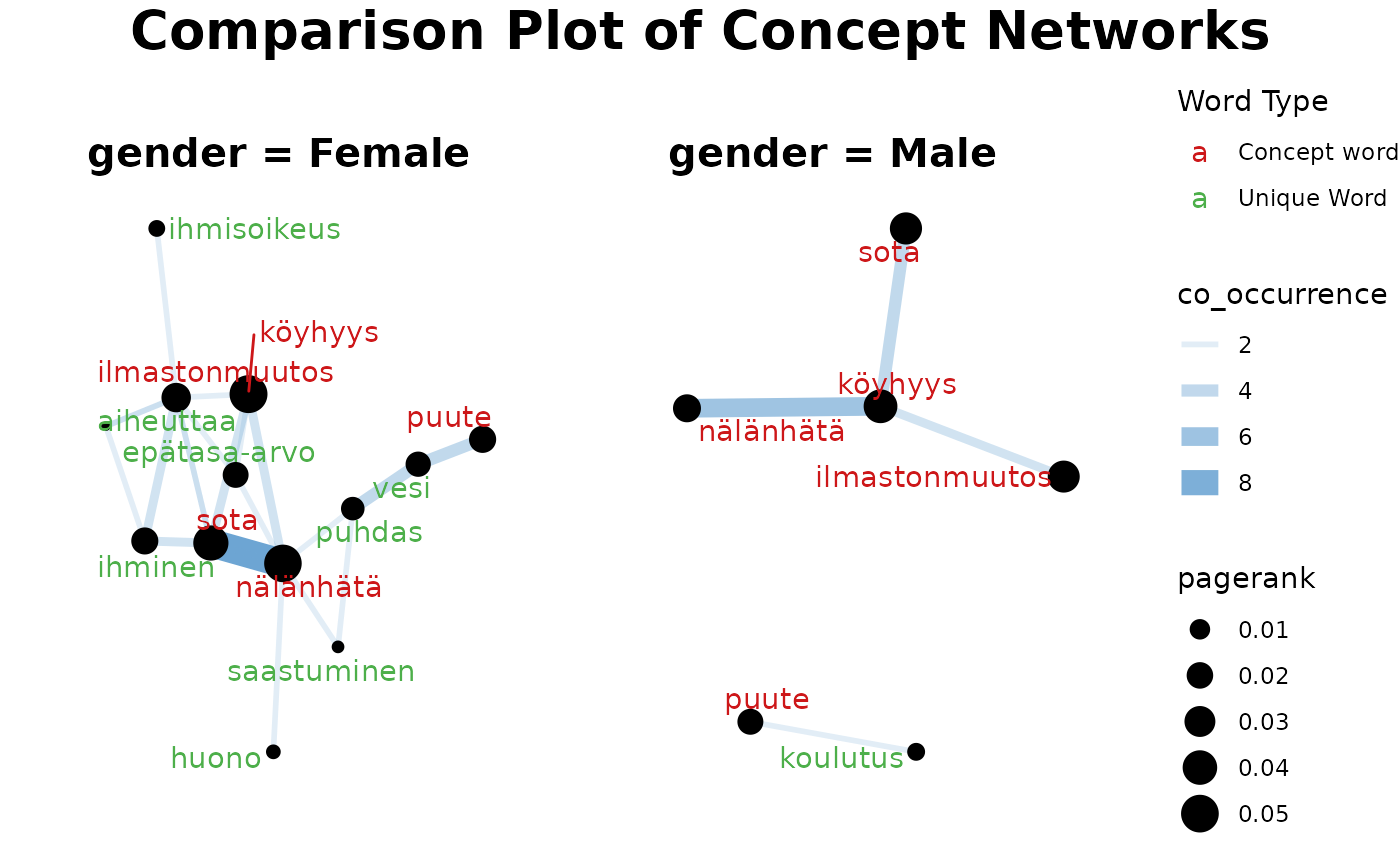 Comparison Plot of Concept Networks
gender = Female
ihmisoikeus
köyhyys
ilmastonmuutos
aiheuttaa
puute
epätasa-arvo
vesi
sota
puhdas
ihminen
nälänhätä
saastuminen
huono
gender = Male
sota
köyhyys
nälänhätä
ilmastonmuutos
puute
koulutus
Word Type
a Concept word
a Unique Word
co_occurrence
2
4
6
8
pagerank
0.01
0.02
0.03
0.04
0.05